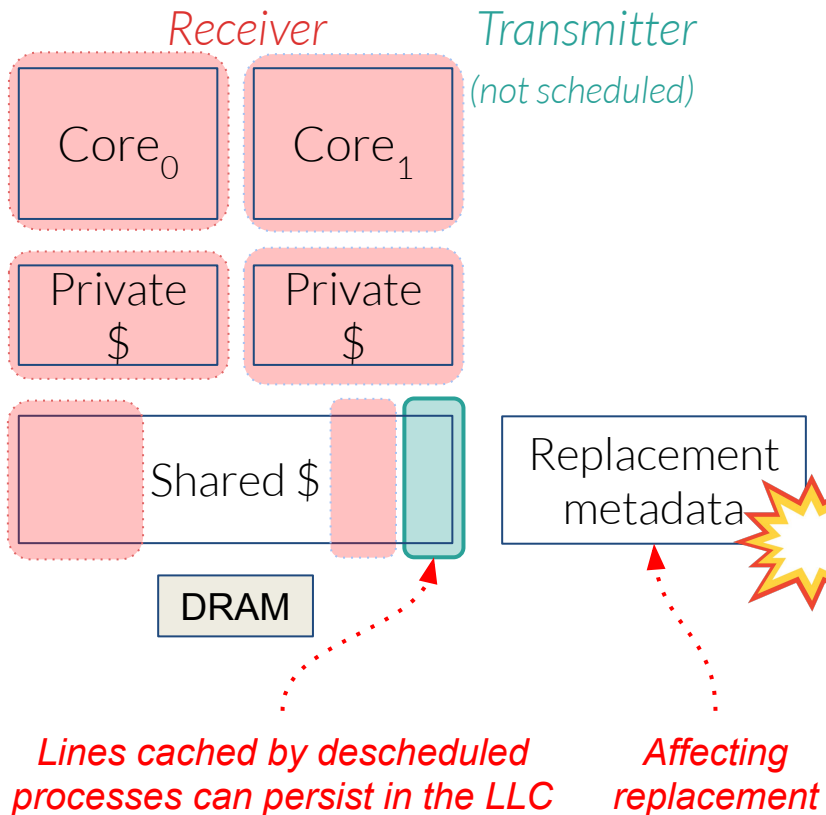 Receiver
Transmitter
(not scheduled)
Core0
Core1
Private
$
Private
$
Shared $
Replacement
metadata
DRAM
Lines cached by descheduled
processes can persist in the LLC
Affecting
replacement